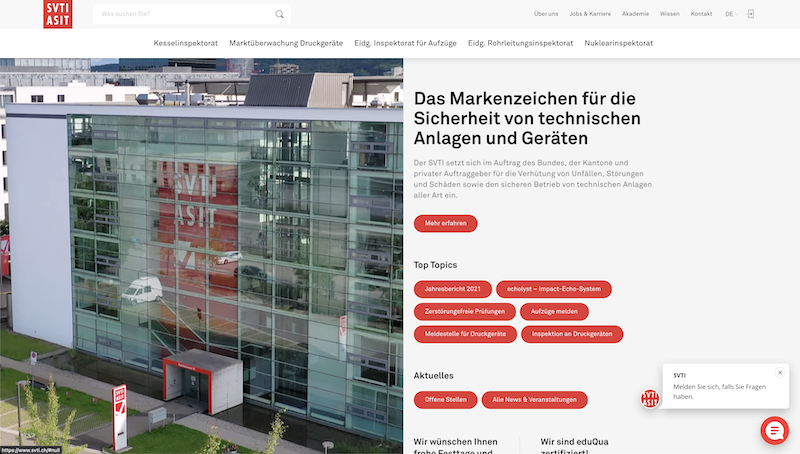 SVTI
ASIT
Was suchen Sie?
Über uns
Jobs & Karriere
Akademie
Wissen
Kontakt
DE
Kesselinspektorat
Marktüberwachung Druckgeräte
Eidg. Inspektorat für Aufzüge
Eidg. Rohrleitungsinspektorat
Nuklearinspektorat
SVTI
ASIT
Das Markenzeichen für die
Sicherheit von technischen
Anlagen und Geräten
Der SVTI setzt sich im Auftrag des Bundes, der Kantone und
privater Auftraggeber für die Verhütung von Unfällen, Störungen
und Schäden sowie den sicheren Betrieb von technischen Anlagen
aller Art ein.
Mehr erfahren
Top Topics
Jahresbericht 2021
echolyst – Impact-Echo-System
Zerstörungsfreie Prüfungen
Aufzüge melden
Meldestelle für Druckgeräte
Inspektion an Druckgeräten
Aktuelles
Offene Stellen
Alle News & Veranstaltungen
Wir wünschen Ihnen
frohe Festtage und
Wir sind eduQua
zertifiziert!
SVTI
Melden Sie sich, falls Sie Fragen
haben.
SVTI
ASIT
https://www.svti.ch/#null